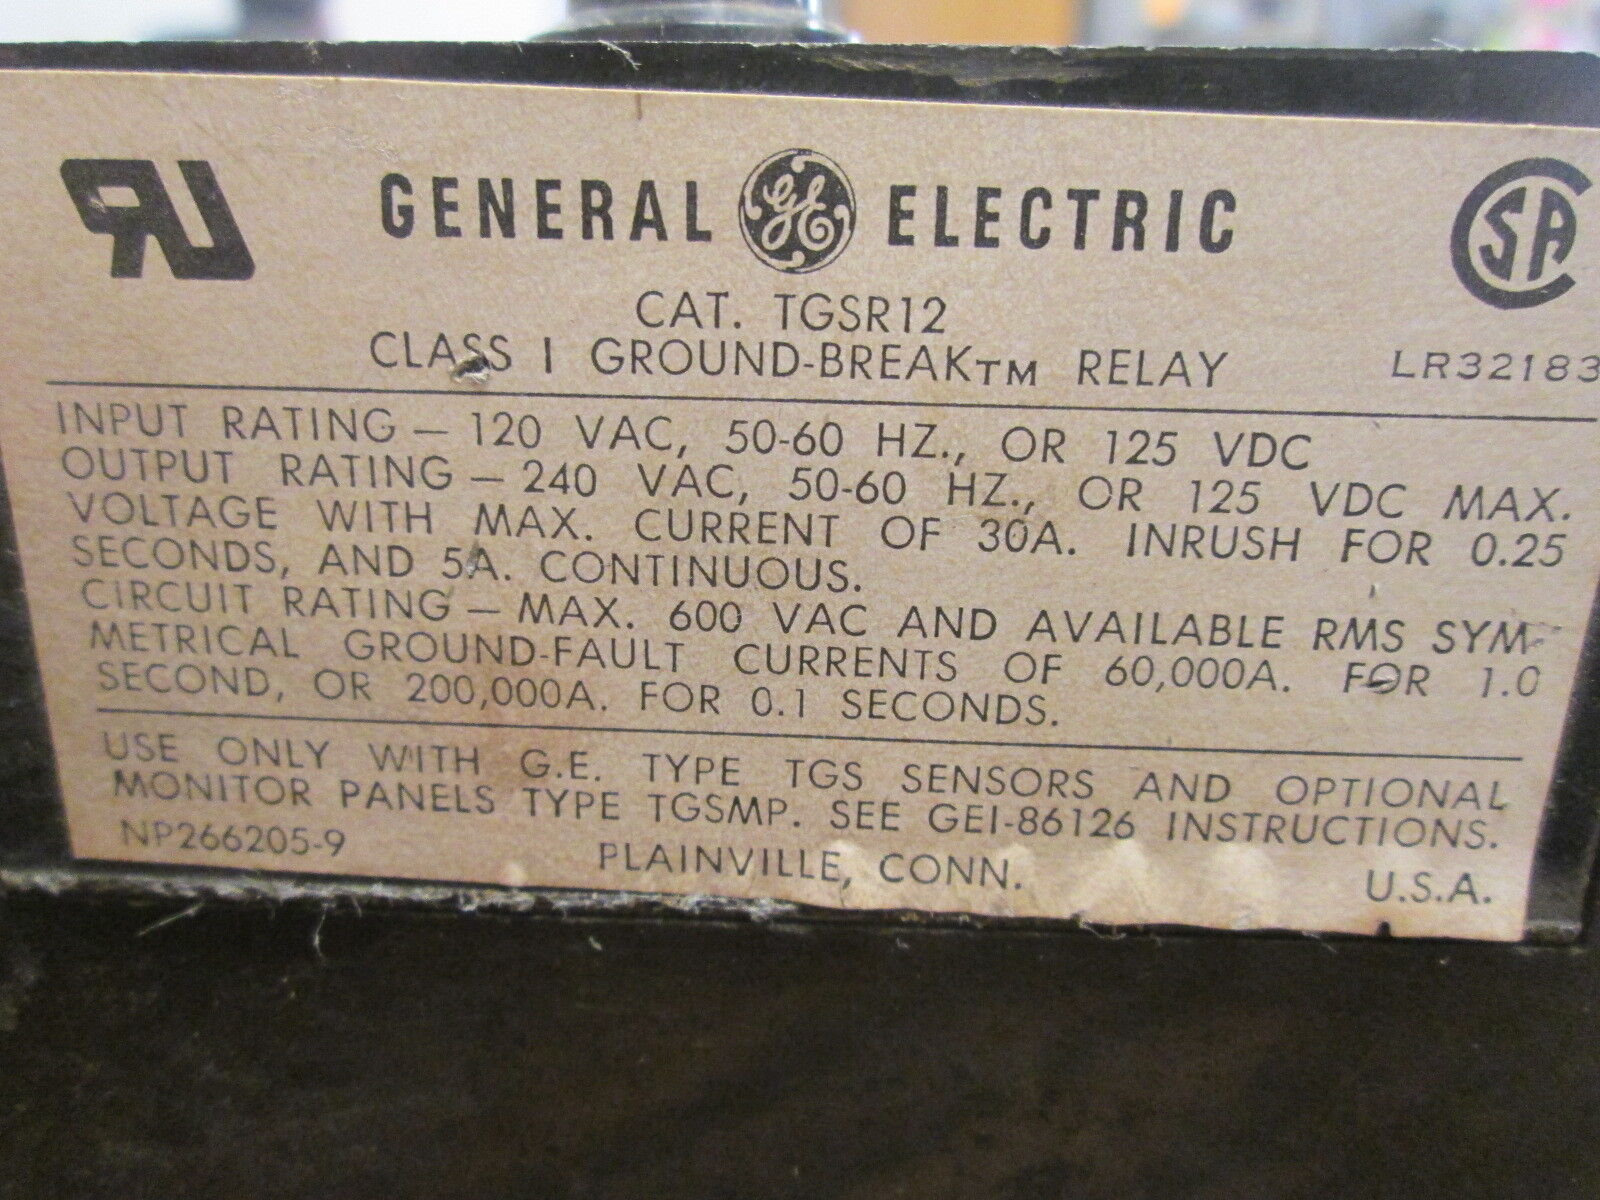 GENERAL GE ELECTRIC
CAT. TGSR12
CLASS I GROUND-BREAK™ RELAY
LR32183
INPUT RATING — 120 VAC, 50-60 HZ., OR 125 VDC
OUTPUT RATING — 240 VAC, 50-60 HZ., OR 125 VDC MAX.
VOLTAGE WITH MAX. CURRENT OF 30A. INRUSH FOR 0.25
SECONDS, AND 5A. CONTINUOUS.
CIRCUIT RATING — MAX. 600 VAC AND AVAILABLE RMS SYM-
METRICAL GROUND-FAULT CURRENTS OF 60,000A. FOR 1.0
SECOND, OR 200,000A. FOR 0.1 SECONDS.
USE ONLY WITH G.E. TYPE TGS SENSORS AND OPTIONAL
MONITOR PANELS TYPE TGSMP. SEE GEI-86126 INSTRUCTIONS.
NP266205-9 PLAINVILLE, CONN. U.S.A.
RU
SA